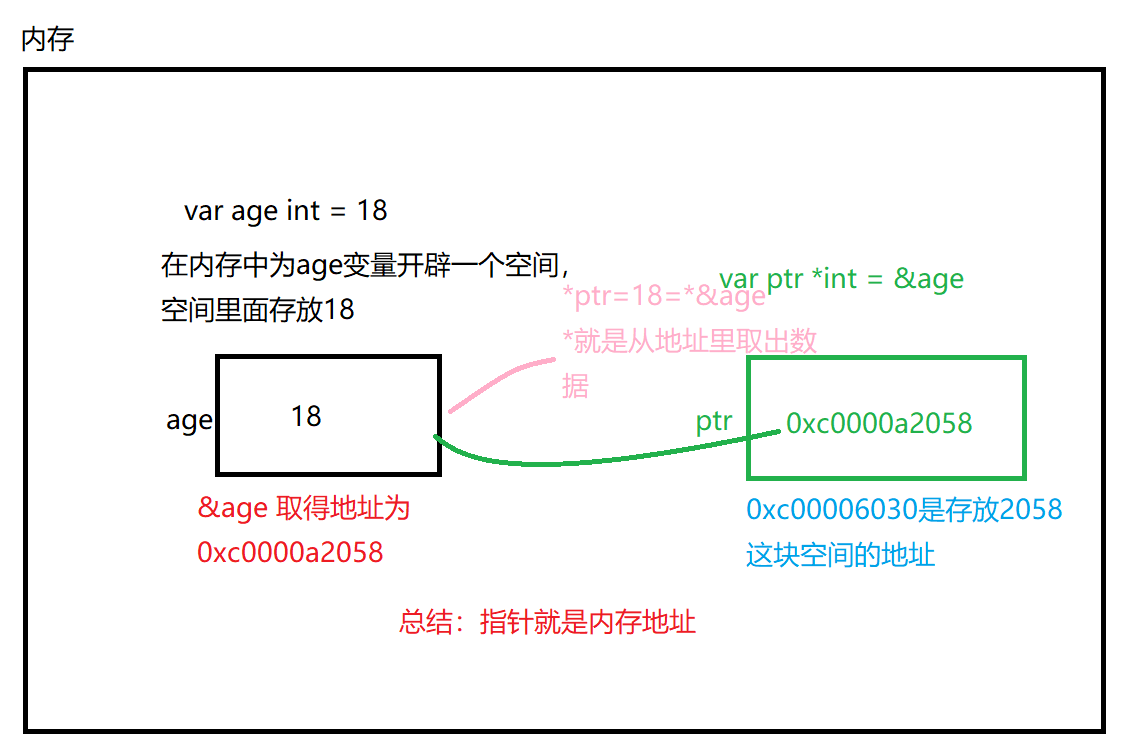 内存
var age int = 18
在内存中为age变量开辟一个空间，
空间里面存放18
var ptr *int = &age
*ptr=18=*&age
*就是从地址里取出数
据
age
18
ptr
0xc0000a2058
&age 取得地址为
0xc0000a2058
0xc00006030是存放2058
这块空间的地址
总结：指针就是内存地址